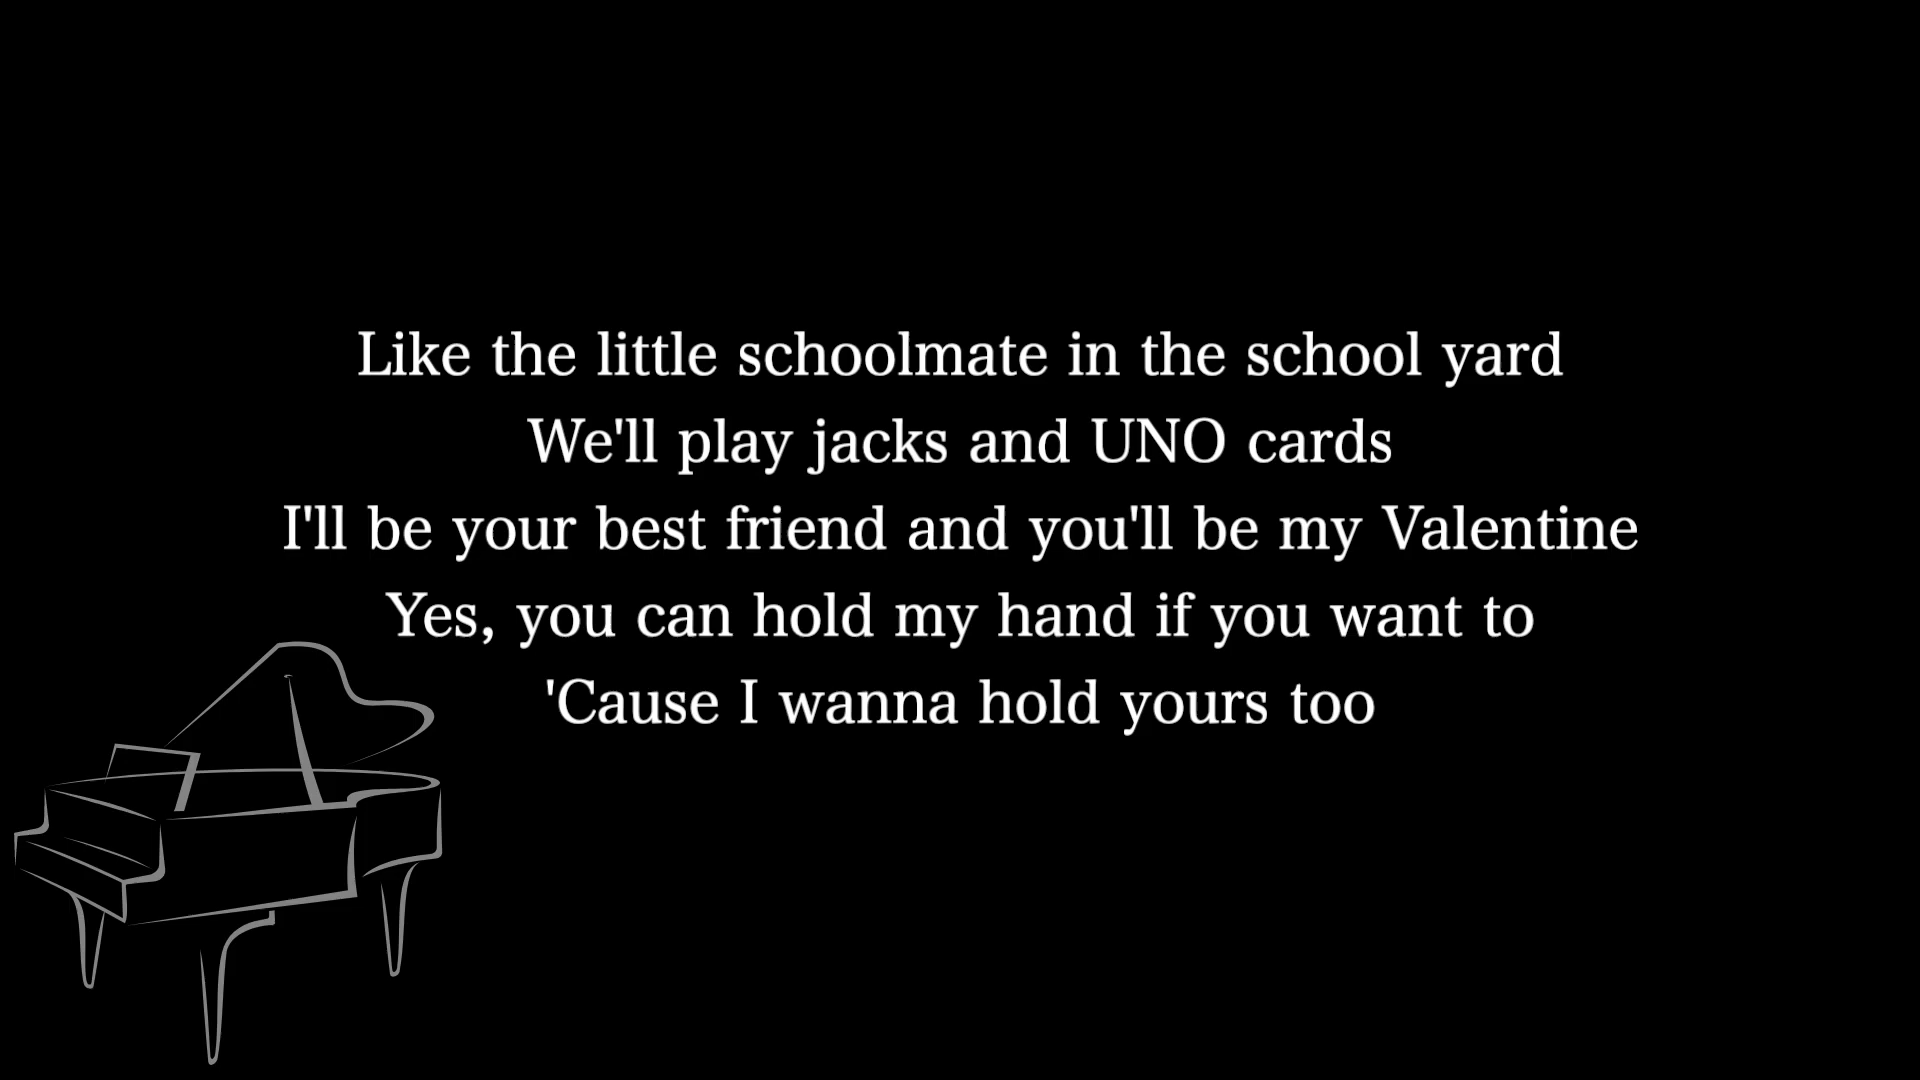 Like the little schoolmate in the school yard
We'll play jacks and UNO cards
I'll be your best friend and you'll be my Valentine
Yes, you can hold my hand if you want to
'Cause I wanna hold yours too